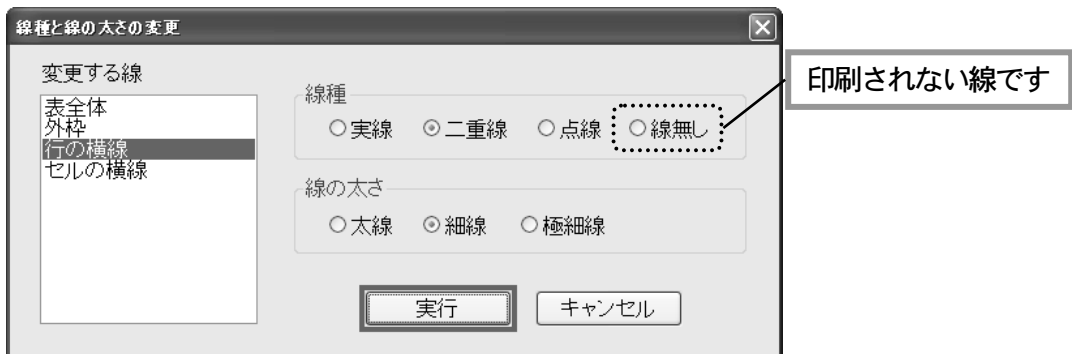 線種と線の太さの変更
変更する線
表全体
外枠
行の横線
セルの横線
線種
実線 二重線 点線 線無し
線の太さ
太線 細線 極細線
実行 キャンセル
印刷されない線です